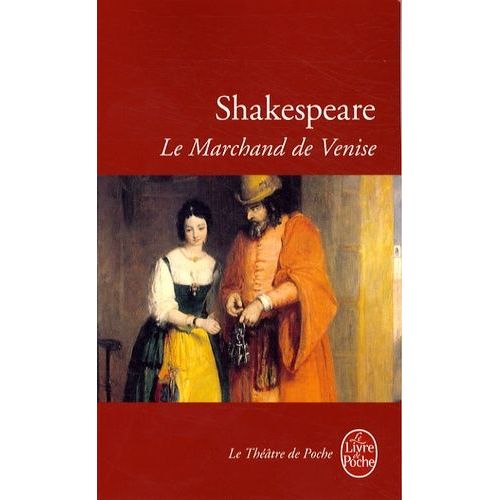 Shakespeare
Le Marchand de Venise
Le Théâtre de Poche
Le
Livre
de
Poche